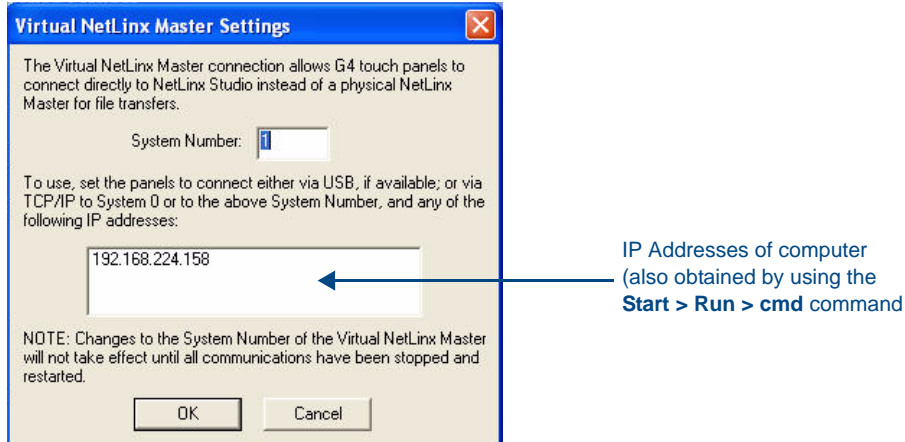 Virtual NetLinx Master Settings
The Virtual NetLinx Master connection allows G4 touch panels to
connect directly to NetLinx Studio instead of a physical NetLinx
Master for file transfers.
System Number: 1
To use, set the panels to connect either via USB, if available; or via
TCP/IP to System 0 or to the above System Number, and any of the
following IP addresses:
192.168.224.158
IP Addresses of computer
(also obtained by using the
Start > Run > cmd command
NOTE: Changes to the System Number of the Virtual NetLinx Master
will not take effect until all communications have been stopped and
restarted.
OK Cancel